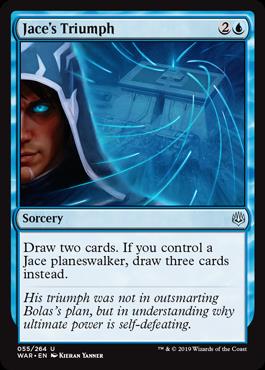 Jace's Triumph 2
Sorcery
Draw two cards. If you control a
Jace planeswalker, draw three cards
instead.
His triumph was not in outsmarting
Bolas's plan, but in understanding why
ultimate power is self-defeating.
055/264 U
WAR • EN KIERAN YANNER
™ & © 2019 Wizards of the Coast